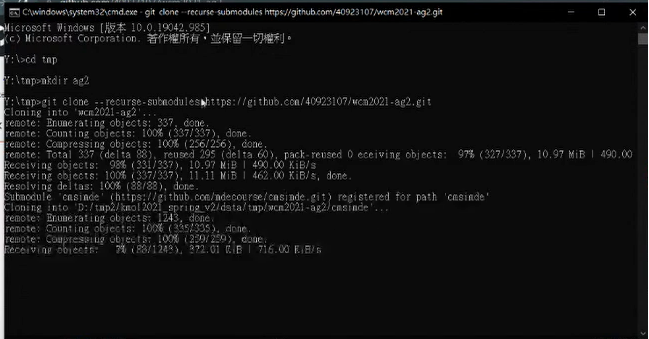 C:\windows\system32\cmd.exe - git clone --recurse-submodules https://github.com/40923107/wcm2021-ag2.git
Microsoft Windows [版本 10.0.19042.985]
(c) Microsoft Corporation. 著作權所有,並保留一切權利。
Y:\>cd tmp
Y:\tmp>mkdir ag2
Y:\tmp>git clone --recurse-submodules https://github.com/40923107/wcm2021-ag2.git
Cloning into 'wcm2021-ag2'...
remote: Enumerating objects: 337, done.
remote: Counting objects: 100% (337/337), done.
remote: Compressing objects: 100% (256/256), done.
remote: Total 337 (delta 88), reused 295 (delta 60), pack-reused 0 eceiving objects:  97% (327/337), 10.97 MiB | 490.00
Receiving objects:  98% (331/337), 10.97 MiB | 490.00 KiB/s
Receiving objects: 100% (337/337), 11.11 MiB | 462.00 KiB/s, done.
Resolving deltas: 100% (88/88), done.
Submodule 'cmsimde' (https://github.com/mdecourse/cmsimde.git) registered for path 'cmsimde'
Cloning into 'D:/tmp2/kmol2021_spring_v2/data/tmp/wcm2021-ag2/cmsimde'...
remote: Enumerating objects: 1243, done.
remote: Counting objects: 100% (335/335), done.
remote: Compressing objects: 100% (259/259), done.
Receiving objects:   7% (88/1243), 372.01 KiB | 716.00 KiB/s